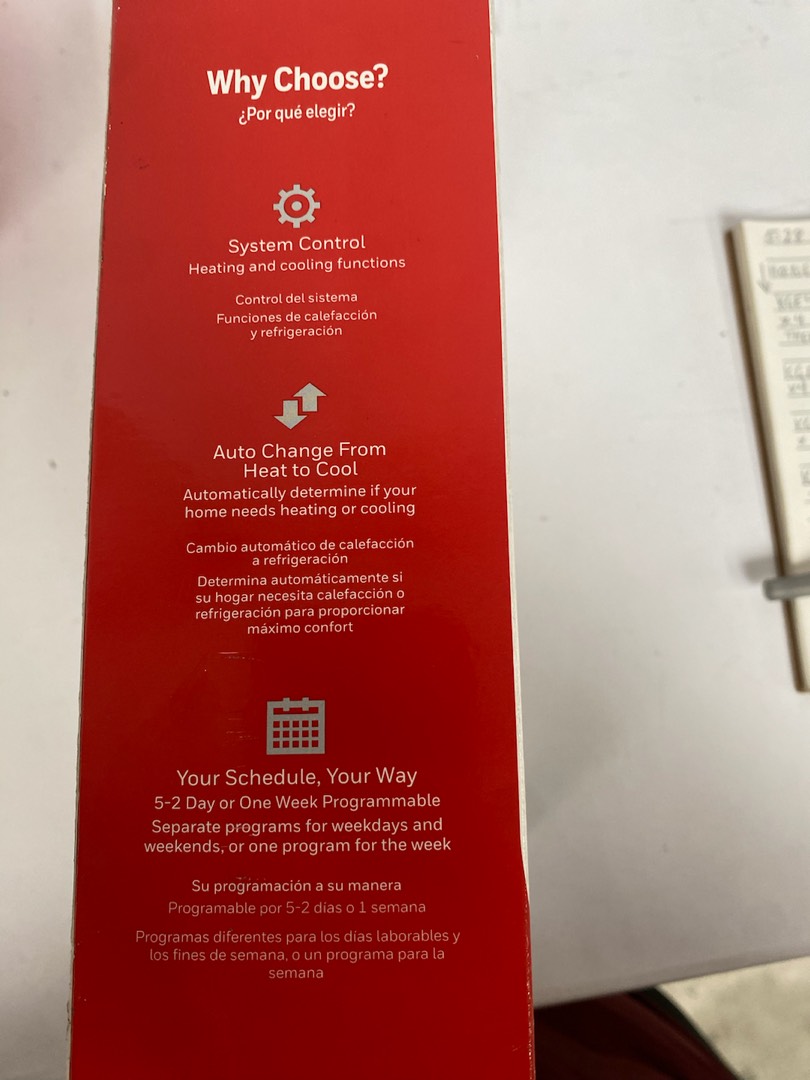 Why Choose?
¿Por qué elegir?
System Control
Heating and cooling functions
Control del sistema
Funciones de calefacción
y refrigeración
Auto Change From
Heat to Cool
Automatically determine if your
home needs heating or cooling
Cambio automático de calefacción
a refrigeración
Determina automáticamente si
su hogar necesita calefacción o
refrigeración para proporcionar
máximo confort
Your Schedule, Your Way
5-2 Day or One Week Programmable
Separate programs for weekdays and
weekends, or one program for the week
Su programación a su manera
Programable por 5-2 días o 1 semana
Programas diferentes para los días laborables y
los fines de semana, o un programa para la
semana